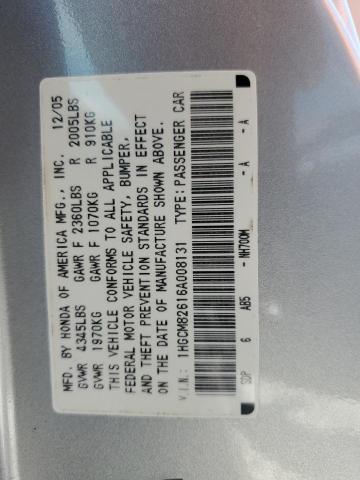 MFD. BY HONDA OF AMERICA MFG., INC. 12/05
GVWR 4345LBS GAWR F 2360LBS R 2005LBS
GVWR 1970KG GAWR F 1070KG R 910KG
THIS VEHICLE CONFORMS TO ALL APPLICABLE
FEDERAL MOTOR VEHICLE SAFETY, BUMPER,
AND THEFT PREVENTION STANDARDS IN EFFECT
ON THE DATE OF MANUFACTURE SHOWN ABOVE.
V.I.N.: 1HGCM82616A008131 TYPE: PASSENGER CAR
SDP 6 AB5 - NH700M - A - A